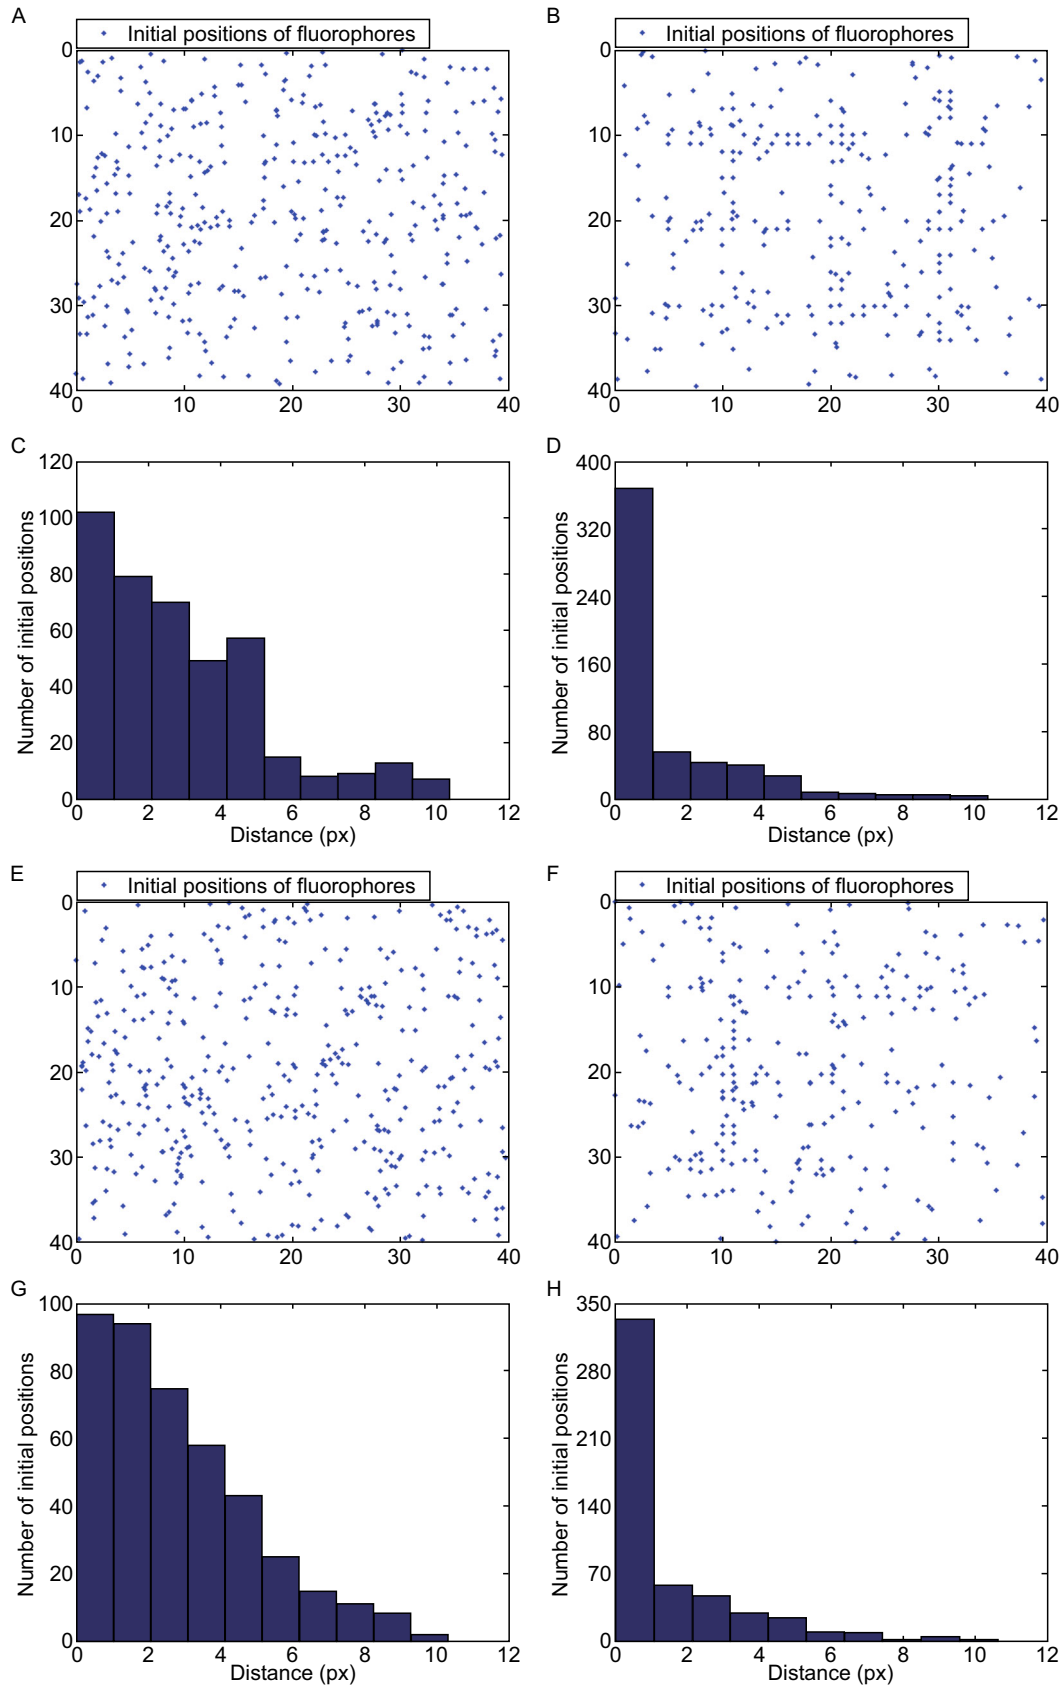 A
B
Initial positions of fluorophores
Initial positions of fluorophores
0
10
20
30
40
0 10 20 30 40
0
10
20
30
40
0 10 20 30 40
C
D
120
100
80
60
40
20
0
Number of initial positions
0 2 4 6 8 10 12
Distance (px)
400
320
240
160
80
0
Number of initial positions
0 2 4 6 8 10 12
Distance (px)
E
F
Initial positions of fluorophores
Initial positions of fluorophores
0
10
20
30
40
0 10 20 30 40
0
10
20
30
40
0 10 20 30 40
G
H
100
80
60
40
20
0
Number of initial positions
0 2 4 6 8 10 12
Distance (px)
350
280
210
140
70
0
Number of initial positions
0 2 4 6 8 10 12
Distance (px)